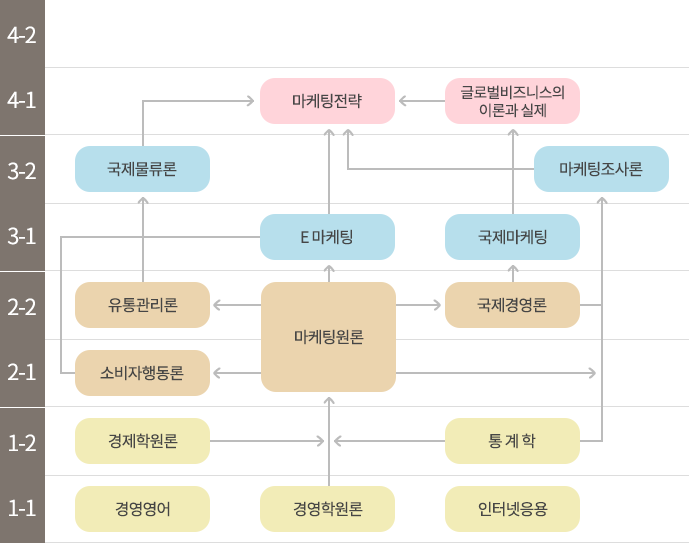 4-2
4-1
마케팅전략
글로벌비즈니스의
이론과 실제
3-2
국제물류론
마케팅조사론
3-1
E 마케팅
국제마케팅
2-2
유통관리론
마케팅원론
국제경영론
2-1
소비자행동론
1-2
경제학원론
통 계 학
1-1
경영영어
경영학원론
인터넷응용